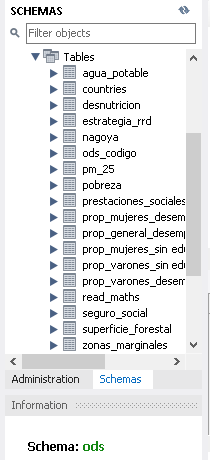 SCHEMAS
Filter objects
Tables
agua_potable
countries
desnutricion
estrategia_rrd
nagoya
ods_codigo
pm_25
pobreza
prestaciones_sociales
prop_mujeres_desemp
prop_general_desemp
prop_mujeres_sin edu
prop_varones_sin edu
prop_varones_desem
read_maths
seguro_social
superficie_forestal
zonas_marginales
Administration Schemas
Information
Schema: ods